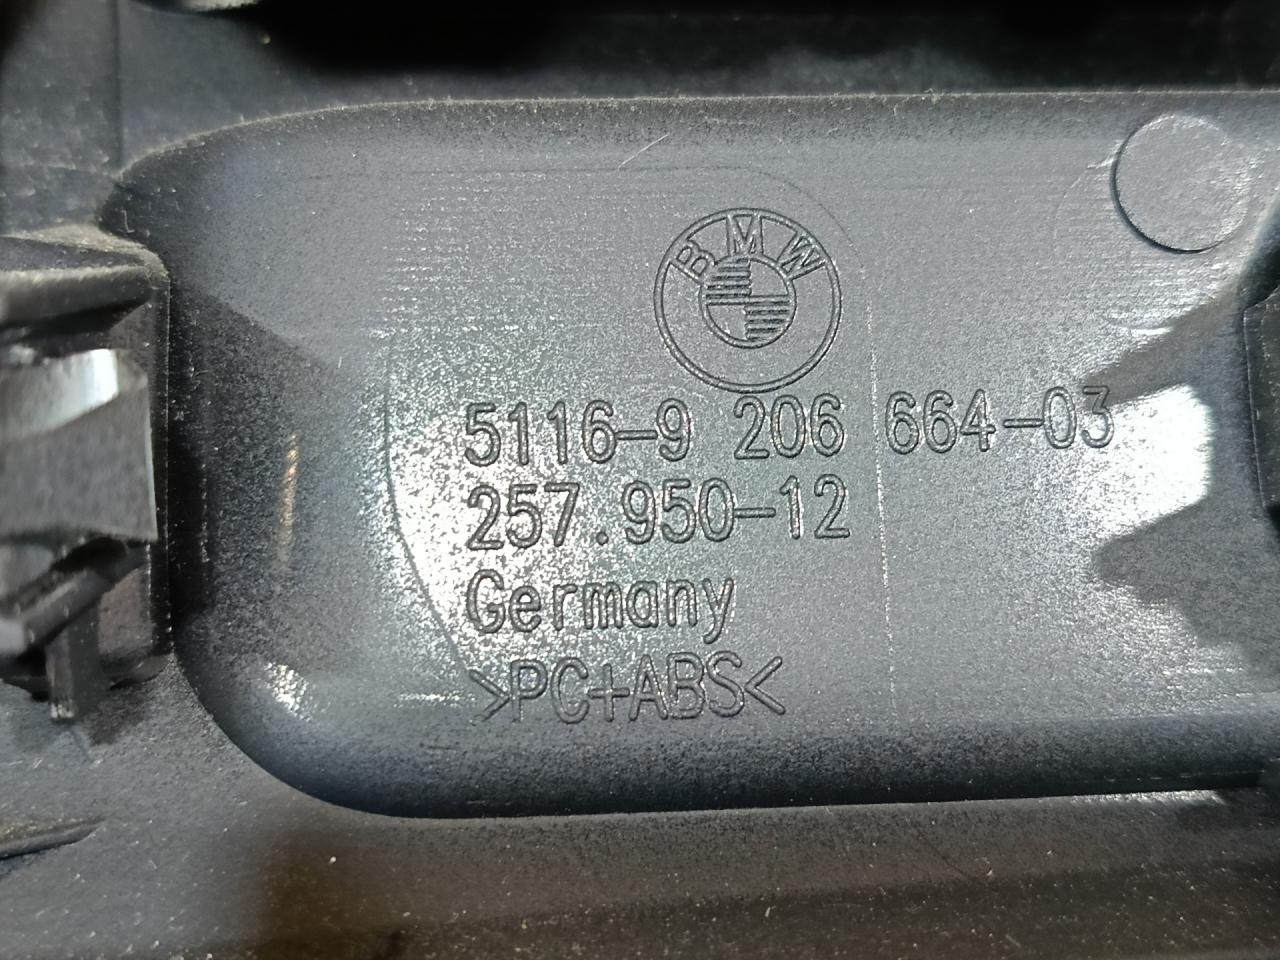 BMW
5116-9 206 664-03
257.950-12
Germany
>PC+ABS<